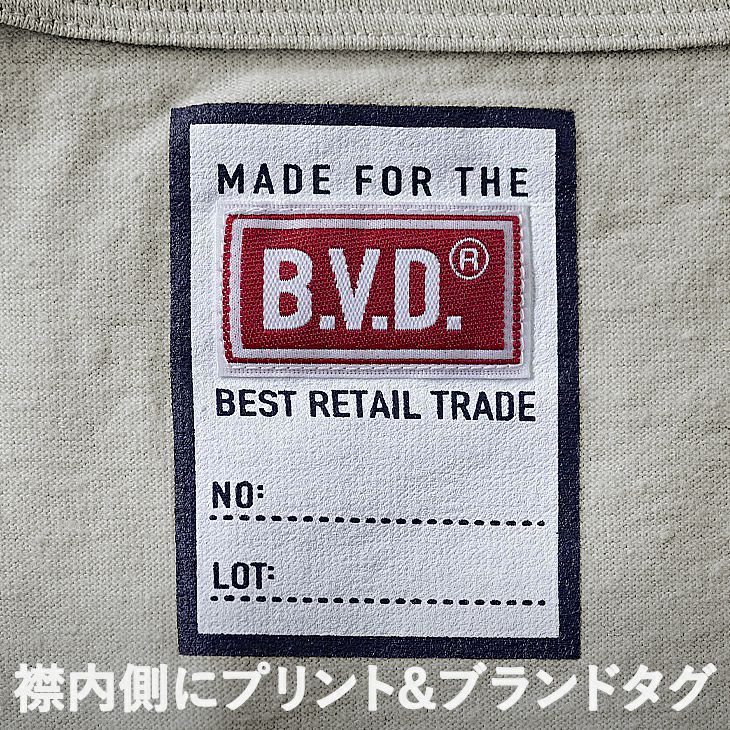 MADE FOR THE
B.V.D.®
BEST RETAIL TRADE
NO:
LOT:
襟内側にプリント&ブランドタグ